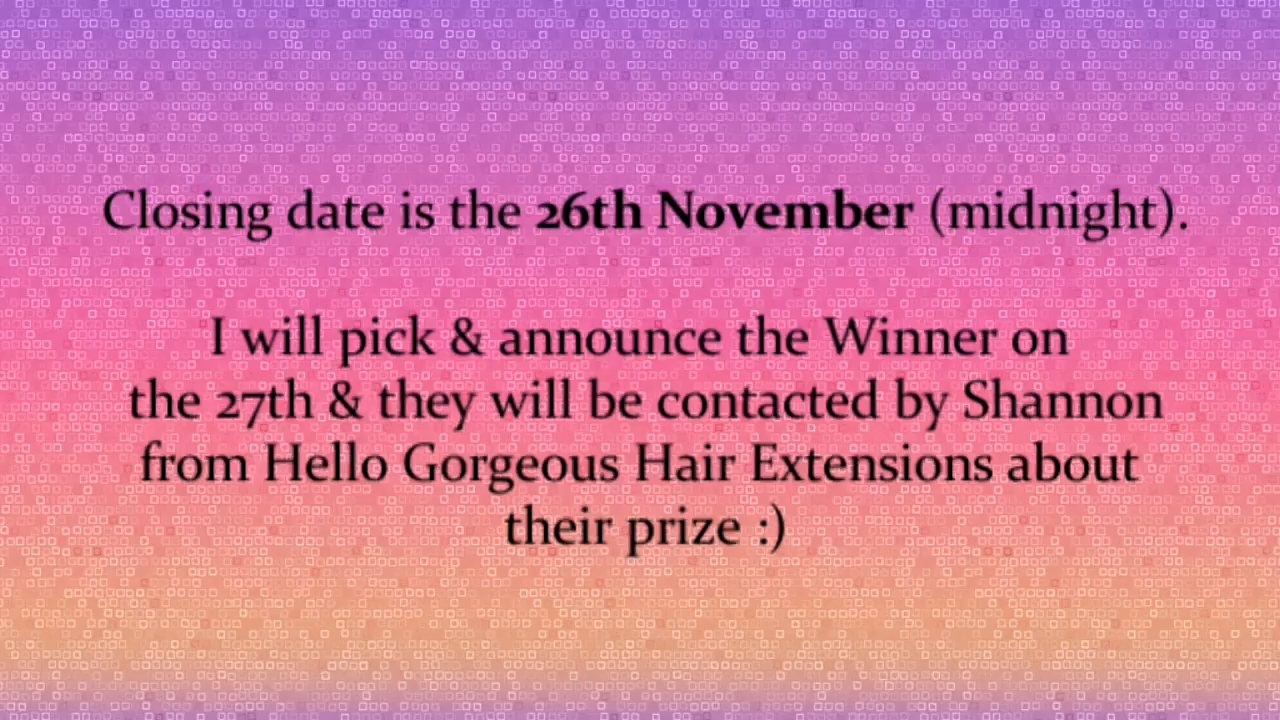 Closing date is the 26th November (midnight).
I will pick & announce the Winner on
the 27th & they will be contacted by Shannon
from Hello Gorgeous Hair Extensions about
their prize :)